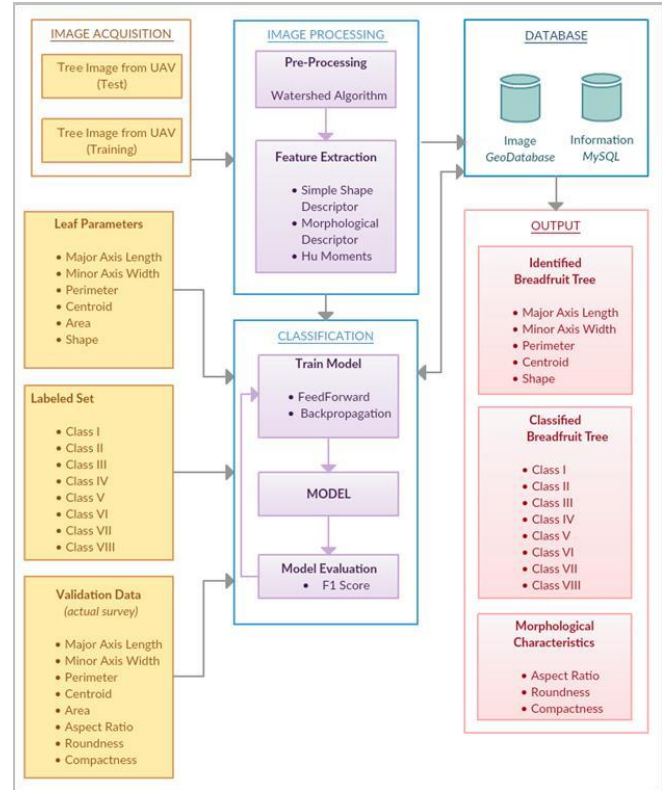 IMAGE ACQUISITION
Tree Image from UAV
(Test)
Tree Image from UAV
(Training)
Leaf Parameters
• Major Axis Length
• Minor Axis Width
• Perimeter
• Centroid
• Area
• Shape
Labeled Set
• Class I
• Class II
• Class III
• Class IV
• Class V
• Class VI
• Class VII
• Class VIII
Validation Data
(actual survey)
• Major Axis Length
• Minor Axis Width
• Perimeter
• Centroid
• Area
• Aspect Ratio
• Roundness
• Compactness
IMAGE PROCESSING
Pre-Processing
Watershed Algorithm
Feature Extraction
• Simple Shape
Descriptor
• Morphological
Descriptor
• Hu Moments
CLASSIFICATION
Train Model
• FeedForward
• Backpropagation
MODEL
Model Evaluation
• F1 Score
DATABASE
Image
GeoDatabase
Information
MySQL
OUTPUT
Identified
Breadfruit Tree
• Major Axis Length
• Minor Axis Width
• Perimeter
• Centroid
• Shape
Classified
Breadfruit Tree
• Class I
• Class II
• Class III
• Class IV
• Class V
• Class VI
• Class VII
• Class VIII
Morphological
Characteristics
• Aspect Ratio
• Roundness
• Compactness